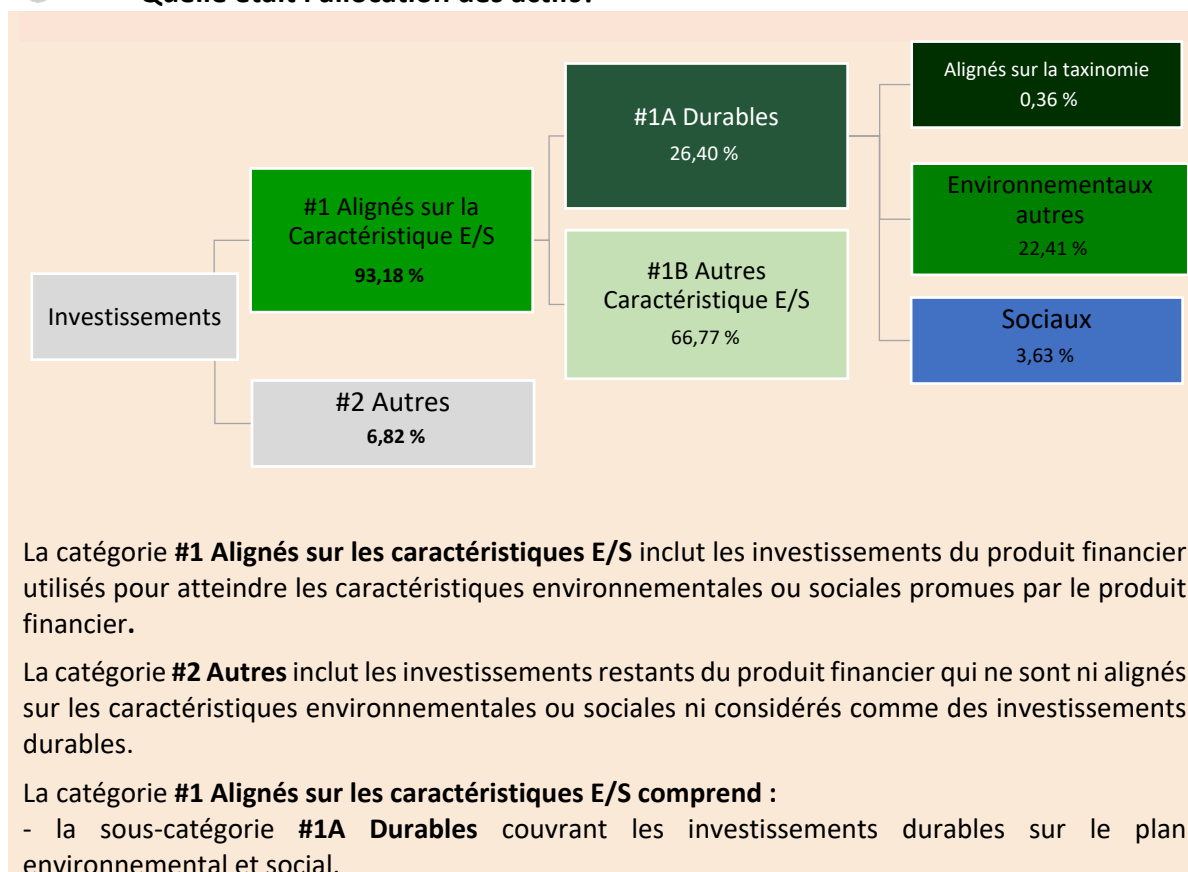 Quelle était l'allocation des actifs?
Alignés sur la taxinomie
0,36 %
#1A Durables
26,40 %
Environnementaux
autres
22,41 %
#1 Alignés sur la
Caractéristique E/S
93,18 %
#1B Autres
Caractéristique E/S
66,77 %
Investissements
Sociaux
3,63 %
#2 Autres
6,82 %
La catégorie #1 Alignés sur les caractéristiques E/S inclut les investissements du produit financier
utilisés pour atteindre les caractéristiques environnementales ou sociales promues par le produit
financier.
La catégorie #2 Autres inclut les investissements restants du produit financier qui ne sont ni alignés
sur les caractéristiques environnementales ou sociales ni considérés comme des investissements
durables.
La catégorie #1 Alignés sur les caractéristiques E/S comprend :
- la sous-catégorie #1A Durables couvrant les investissements durables sur le plan
environnemental et social.